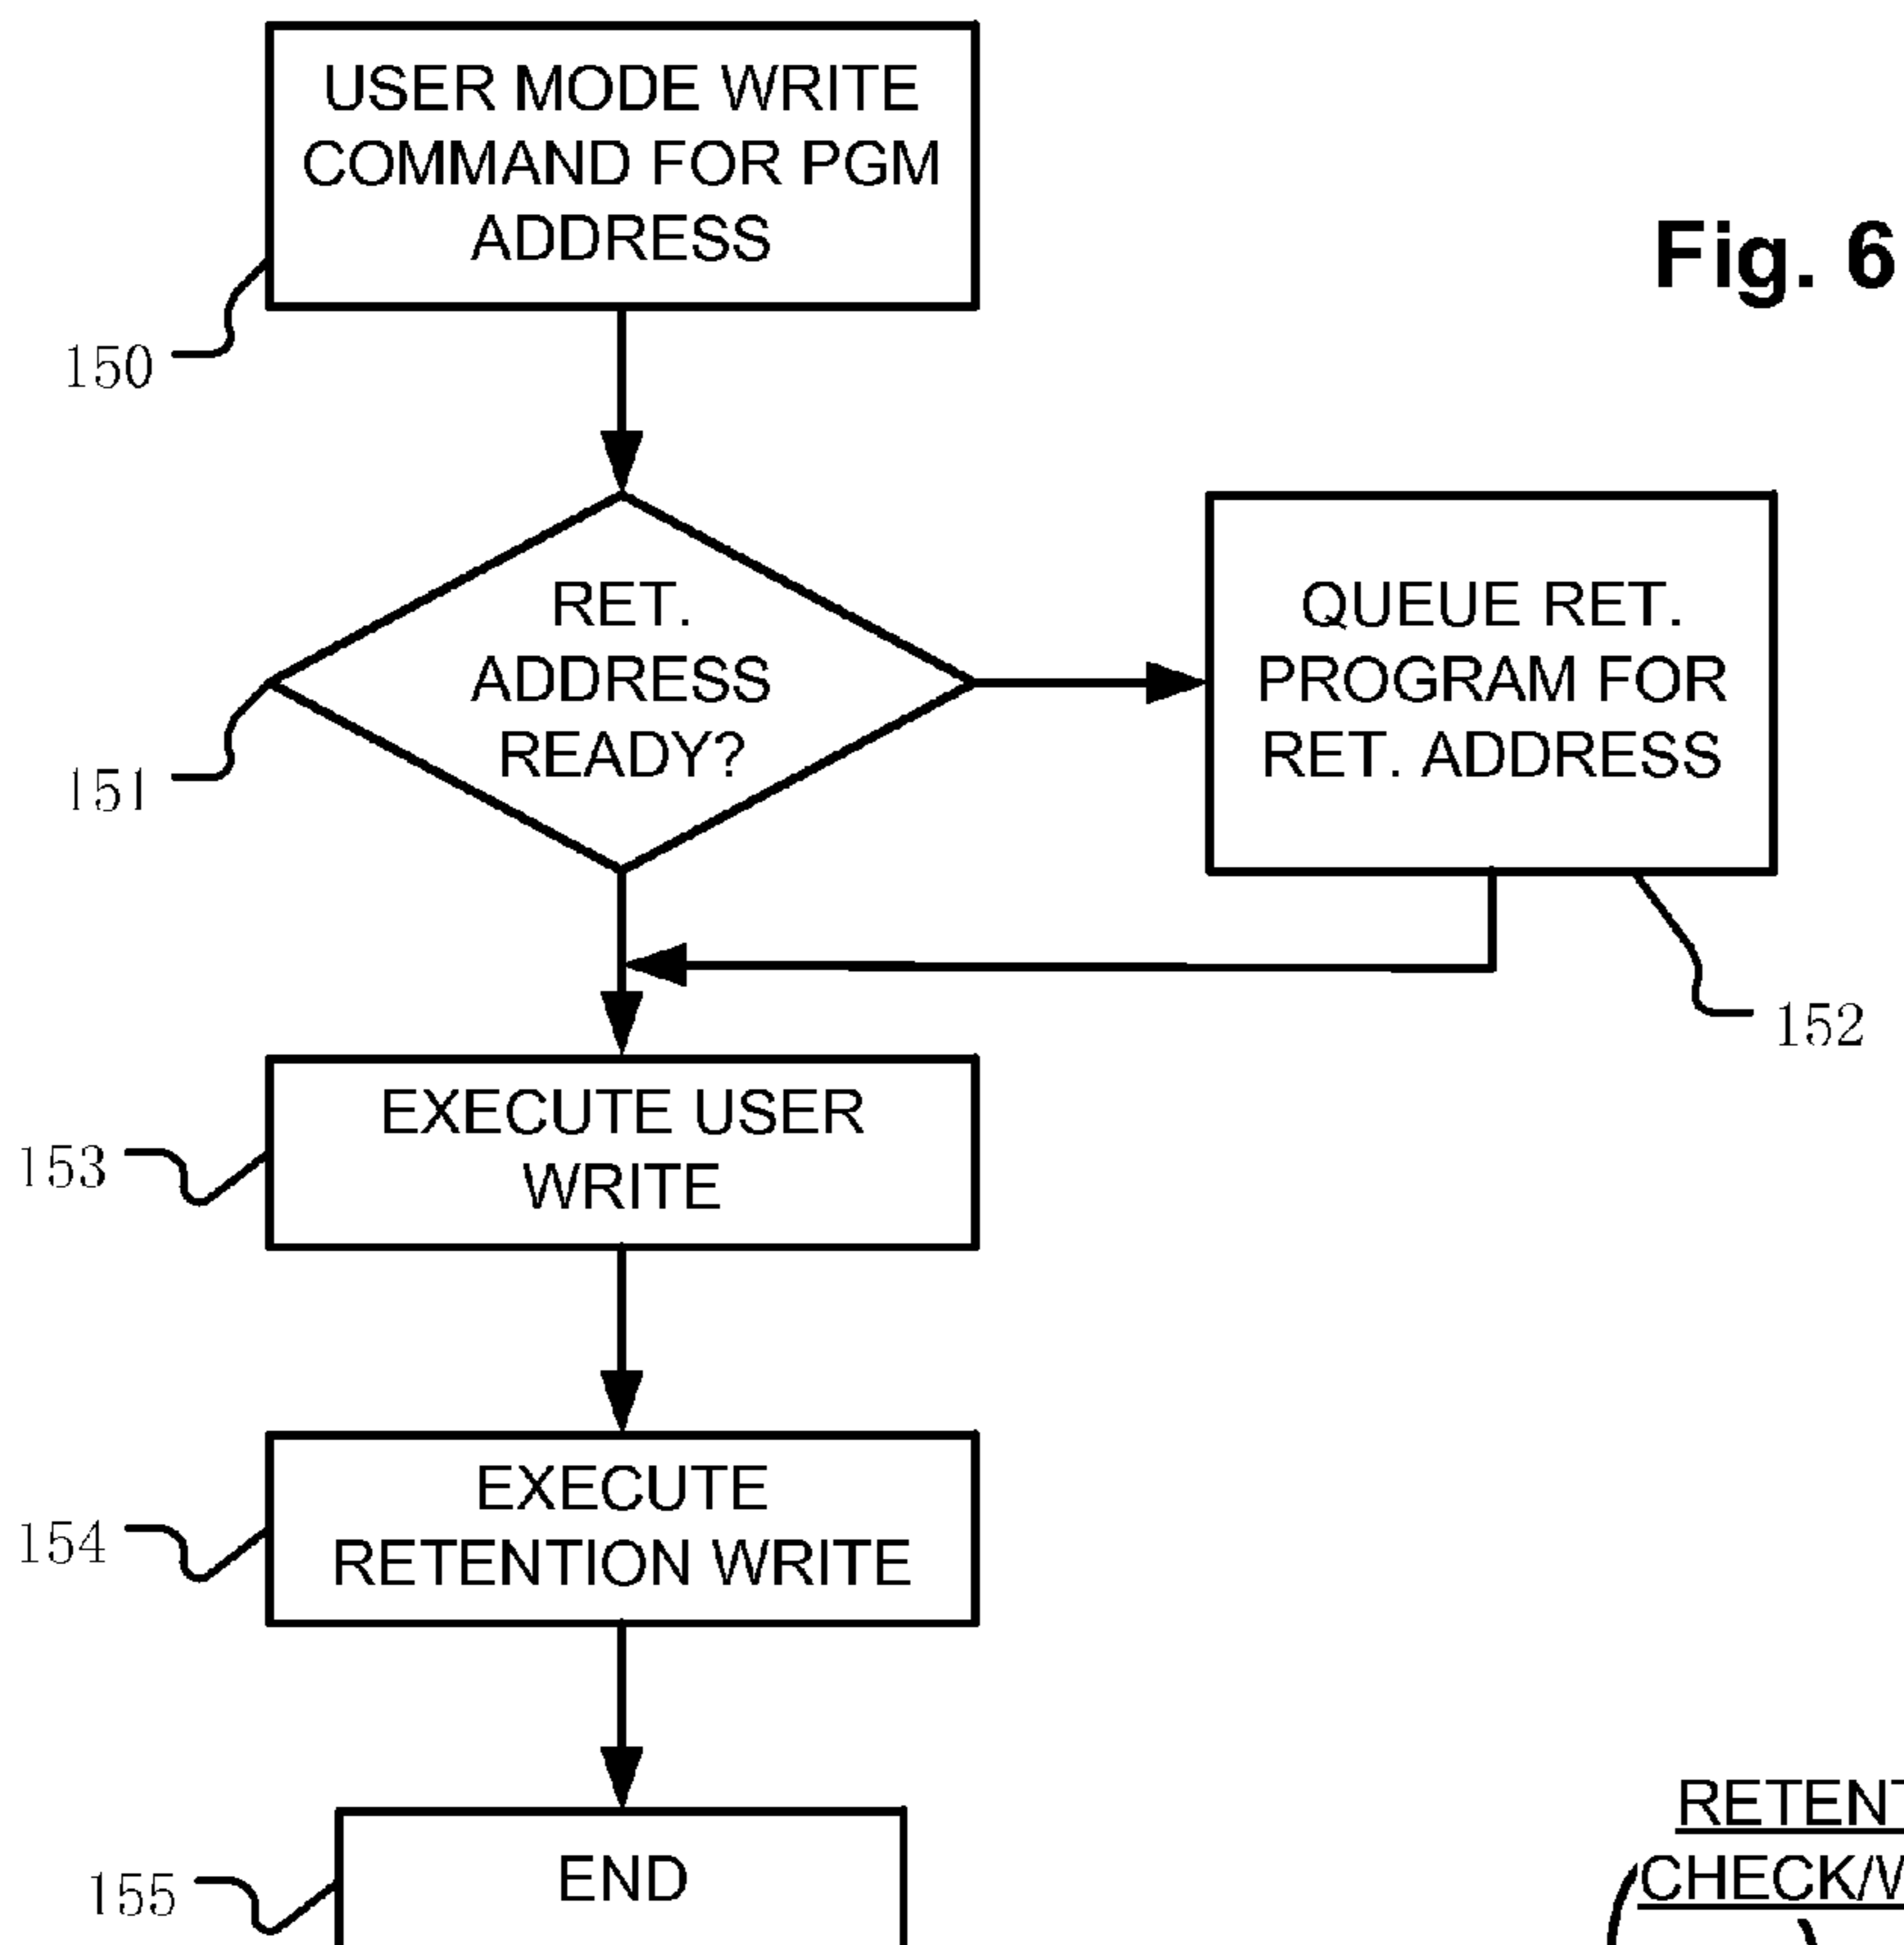 USER MODE WRITE
COMMAND FOR PGM
ADDRESS
Fig. 6
150
RET.
ADDRESS
READY?
151
QUEUE RET.
PROGRAM FOR
RET. ADDRESS
152
EXECUTE USER
WRITE
153
EXECUTE
RETENTION WRITE
154
END
155